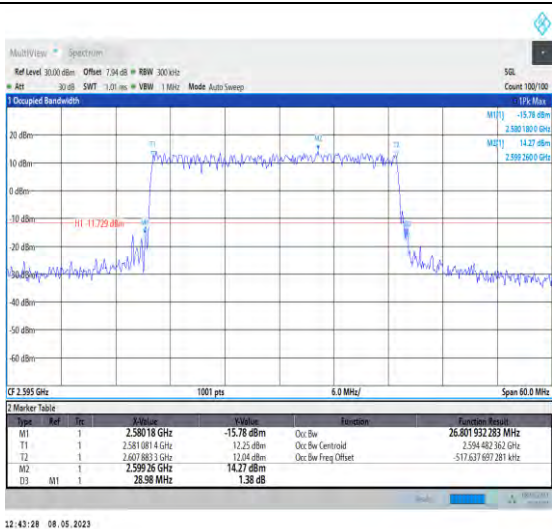 MultiView Spectrum
Ref Level 30.00 dBm Offset 7.94 dB RBW 300 kHz SGL
Att 30 dB SWT 1.01 ms VBW 1 MHz Mode Auto Sweep Count 100/100
1 Occupied Bandwidth 1Pk Max
M1[1] -15.78 dBm
2.580 180 0 GHz
M2[1] 14.27 dBm
2.599 260 0 GHz
20 dBm
T1 M2 T2
10 dBm
0 dBm
-10 dBm
H1 -11.729 dBm
-20 dBm
-30 dBm
-40 dBm
-50 dBm
-60 dBm
CF 2.595 GHz 1001 pts 6.0 MHz/ Span 60.0 MHz
2 Marker Table
Type Ref Trc X-Value Y-Value Function Function Result
M1 1 2.58018 GHz -15.78 dBm Occ Bw 26.801 932 283 MHz
T1 1 2.581 081 4 GHz 12.25 dBm Occ Bw Centroid 2.594 482 362 GHz
T2 1 2.607 883 3 GHz 12.04 dBm Occ Bw Freq Offset -517.637 697 281 kHz
M2 1 2.599 26 GHz 14.27 dBm
D3 M1 1 28.98 MHz 1.38 dB
12:43:28 08.05.2023